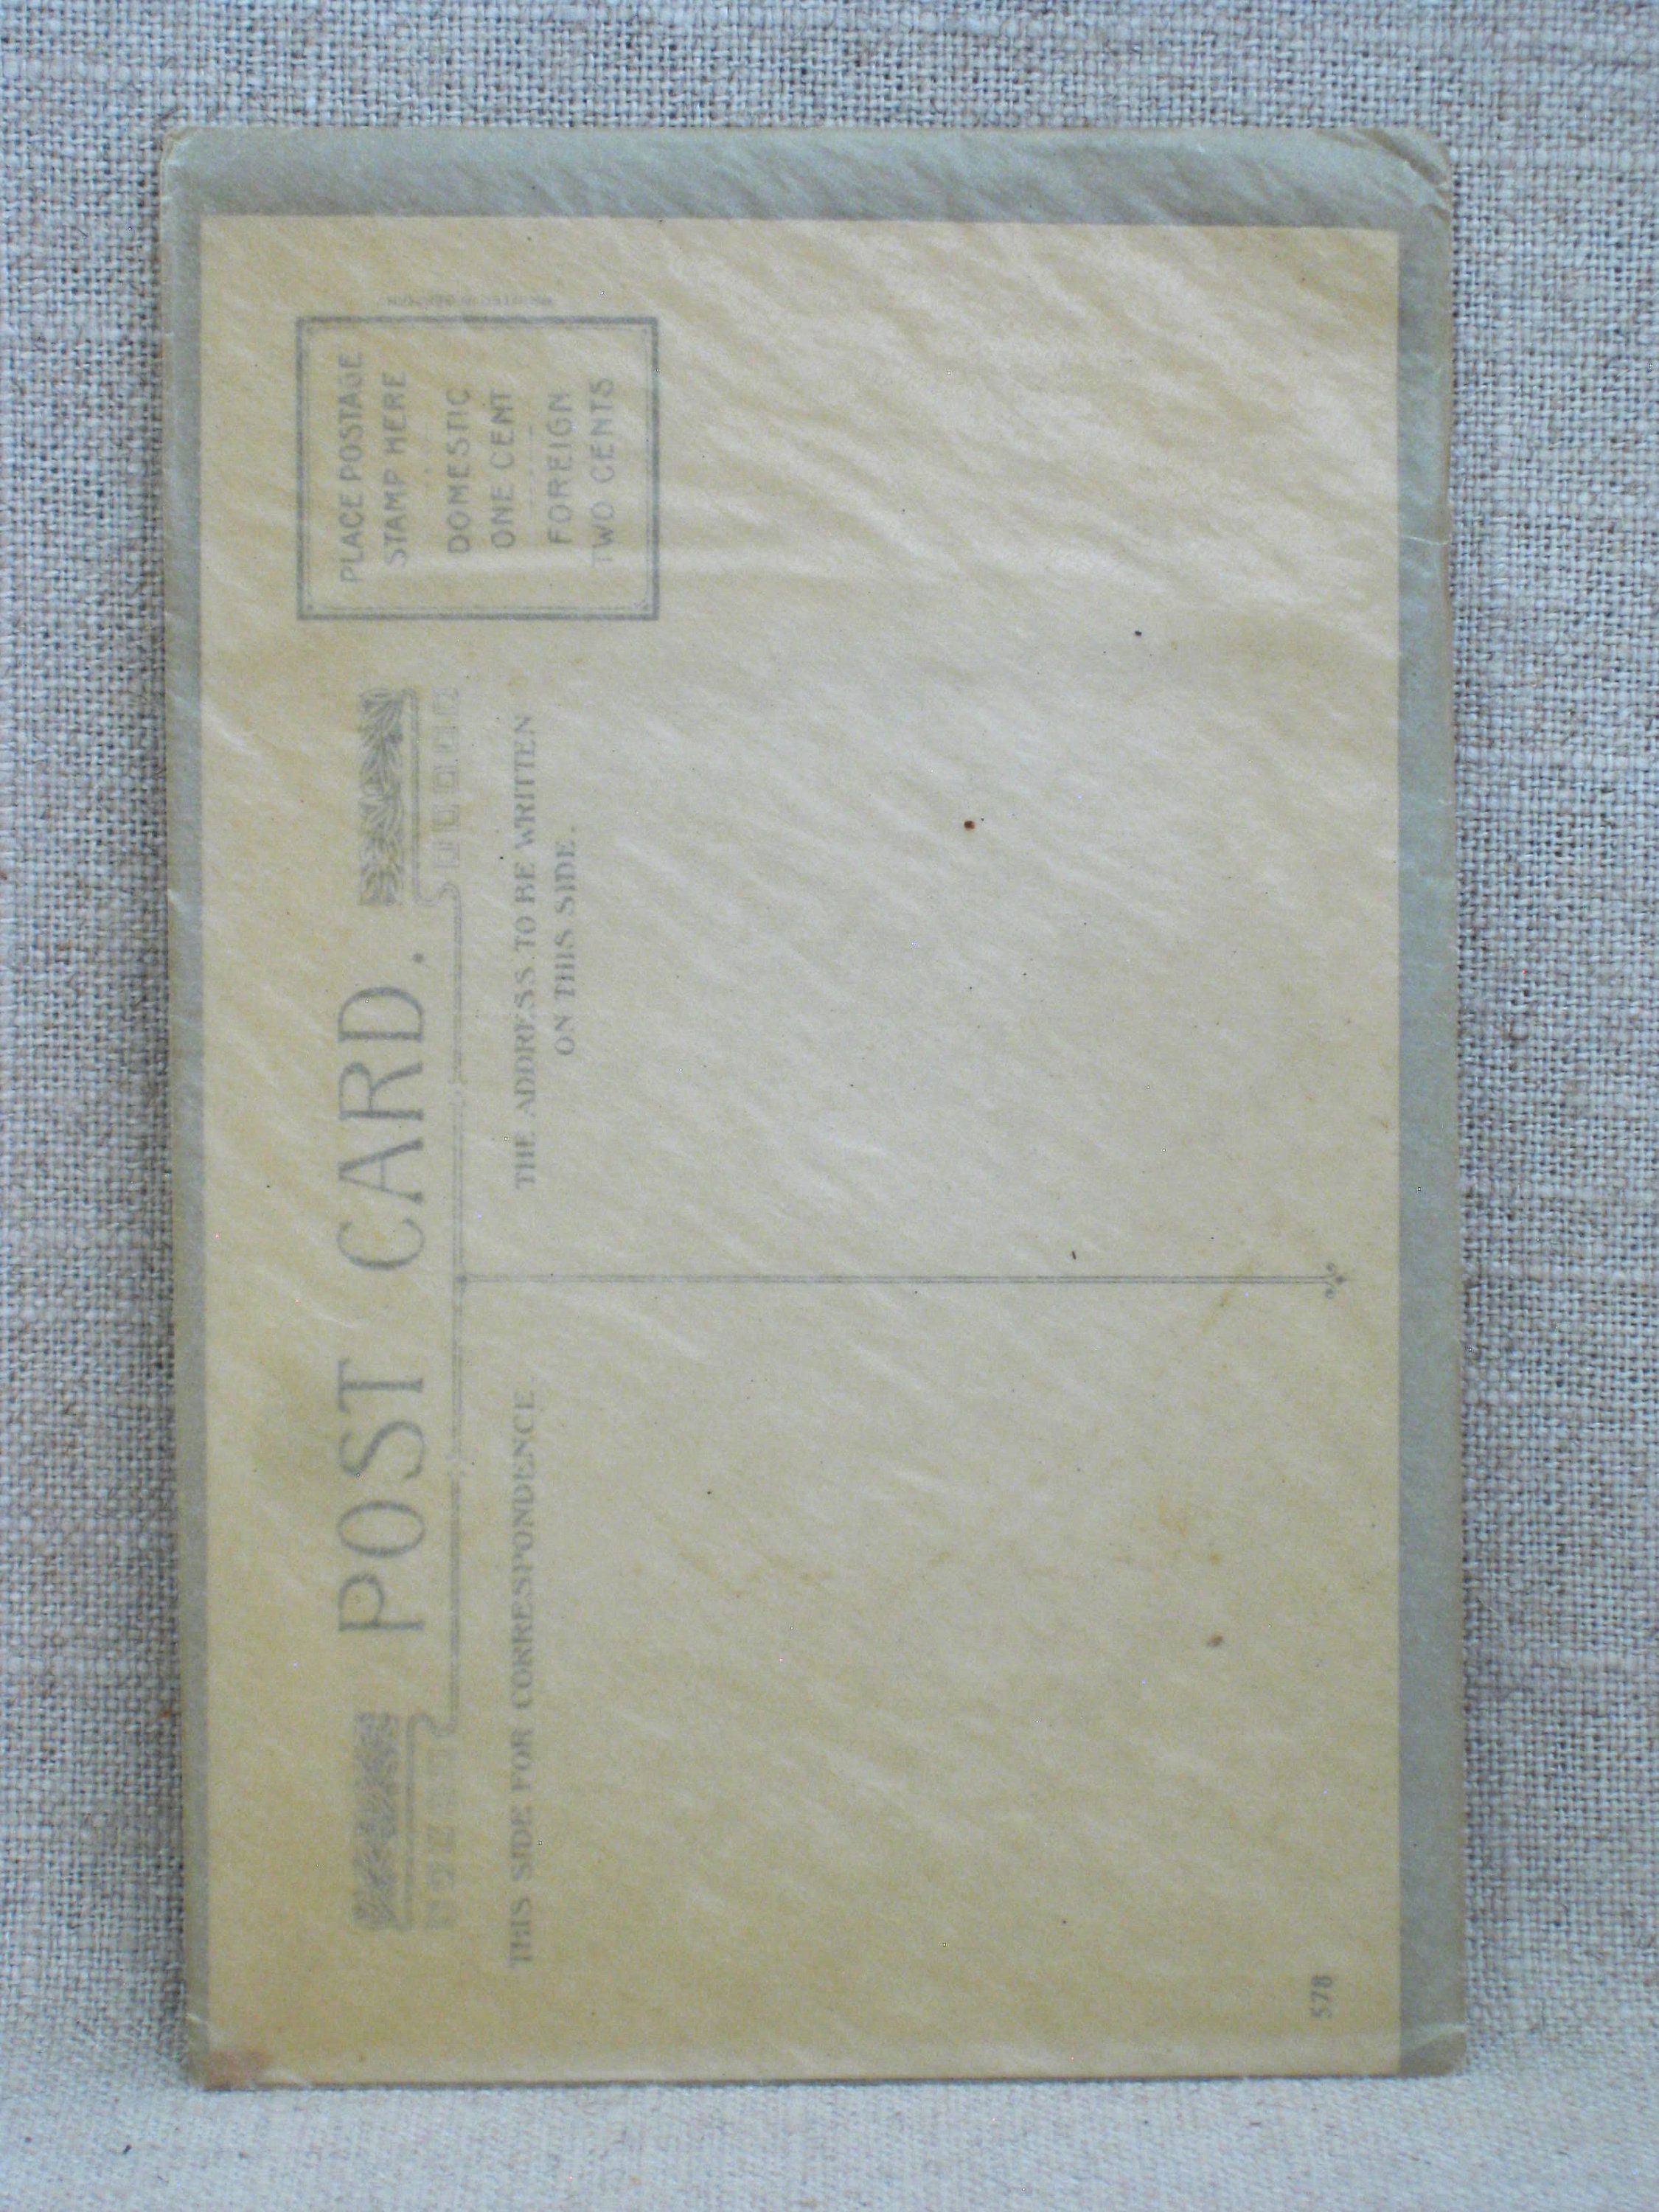 POST CARD.
PLACE POSTAGE
STAMP HERE
DOMESTIC
ONE CENT
FOREIGN
TWO CENTS
THIS SIDE FOR CORRESPONDENCE
THE ADDRESS TO BE WRITTEN
ON THIS SIDE.
578